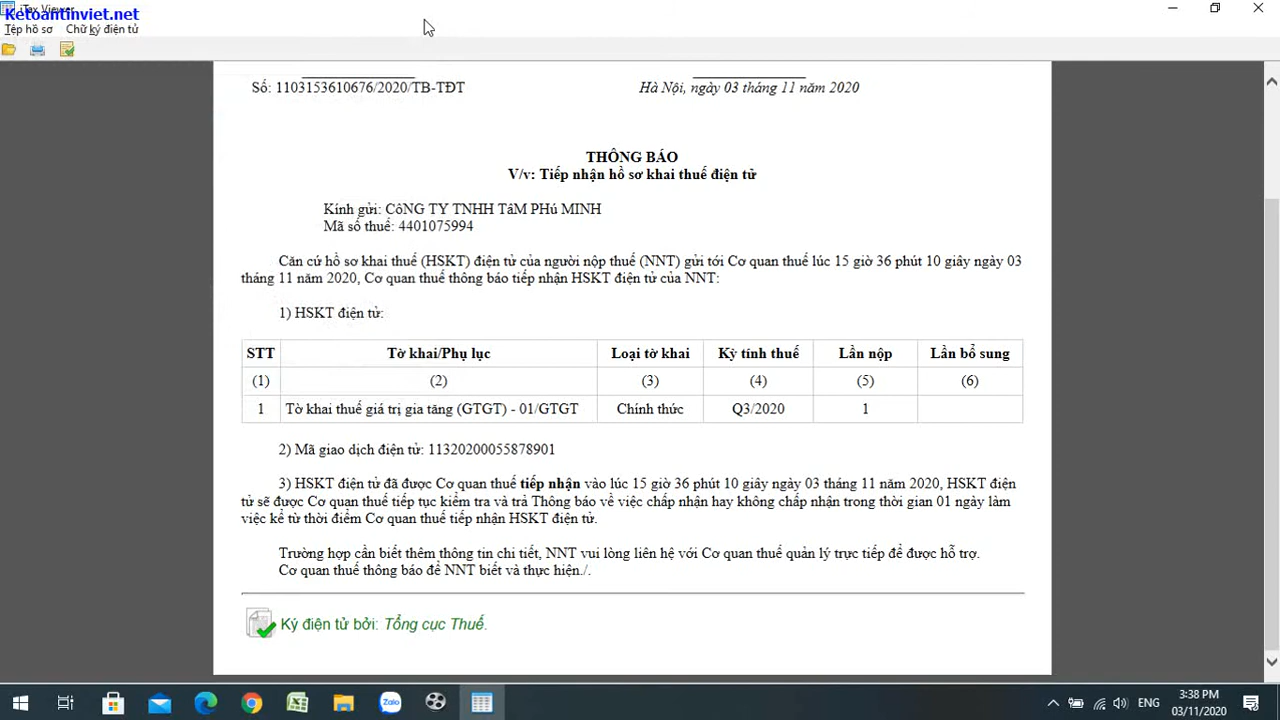 iTax Viewer
Ketoantinviet.net
Tệp hồ sơ Chữ ký điện tử
Số: 1103153610676/2020/TB-TĐT Hà Nội, ngày 03 tháng 11 năm 2020
THÔNG BÁO
V/v: Tiếp nhận hồ sơ khai thuế điện tử
Kính gửi: CôNG TY TNHH TâM PHú MINH
Mã số thuế: 4401075994
Căn cứ hồ sơ khai thuế (HSKT) điện tử của người nộp thuế (NNT) gửi tới Cơ quan thuế lúc 15 giờ 36 phút 10 giây ngày 03
tháng 11 năm 2020, Cơ quan thuế thông báo tiếp nhận HSKT điện tử của NNT:
1) HSKT điện tử:
STT Tờ khai/Phụ lục Loại tờ khai Kỳ tính thuế Lần nộp Lần bổ sung
(1) (2) (3) (4) (5) (6)
1 Tờ khai thuế giá trị gia tăng (GTGT) - 01/GTGT Chính thức Q3/2020 1
2) Mã giao dịch điện tử: 11320200055878901
3) HSKT điện tử đã được Cơ quan thuế tiếp nhận vào lúc 15 giờ 36 phút 10 giây ngày 03 tháng 11 năm 2020, HSKT điện
tử sẽ được Cơ quan thuế tiếp tục kiểm tra và trả Thông báo về việc chấp nhận hay không chấp nhận trong thời gian 01 ngày làm
việc kể từ thời điểm Cơ quan thuế tiếp nhận HSKT điện tử.
Trường hợp cần biết thêm thông tin chi tiết, NNT vui lòng liên hệ với Cơ quan thuế quản lý trực tiếp để được hỗ trợ.
Cơ quan thuế thông báo để NNT biết và thực hiện./.
Ký điện tử bởi: Tổng cục Thuế.
Zalo
ENG
3:38 PM
03/11/2020